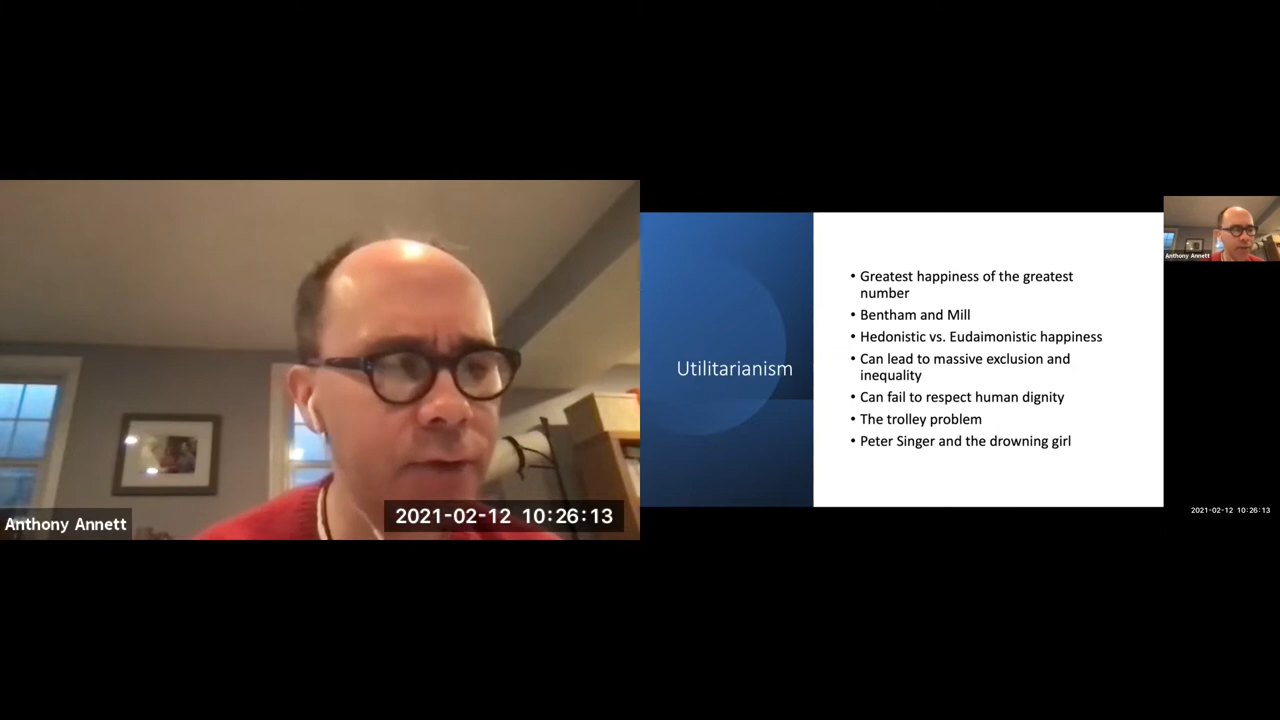 Anthony Annett
2021-02-12 10:26:13
Utilitarianism
• Greatest happiness of the greatest
number
• Bentham and Mill
• Hedonistic vs. Eudaimonistic happiness
• Can lead to massive exclusion and
inequality
• Can fail to respect human dignity
• The trolley problem
• Peter Singer and the drowning girl
Anthony Annett
2021-02-12 10:26:13